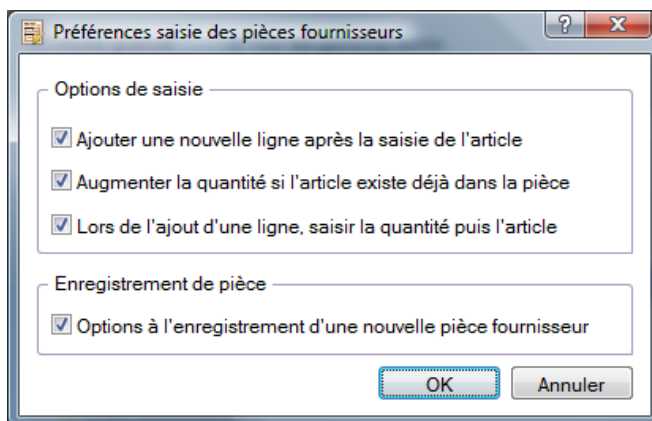 Préférences saisie des pièces fournisseurs
?
X
Options de saisie
Ajouter une nouvelle ligne après la saisie de l'article
Augmenter la quantité si l'article existe déjà dans la pièce
Lors de l'ajout d'une ligne, saisir la quantité puis l'article
Enregistrement de pièce
Options à l'enregistrement d'une nouvelle pièce fournisseur
OK Annuler